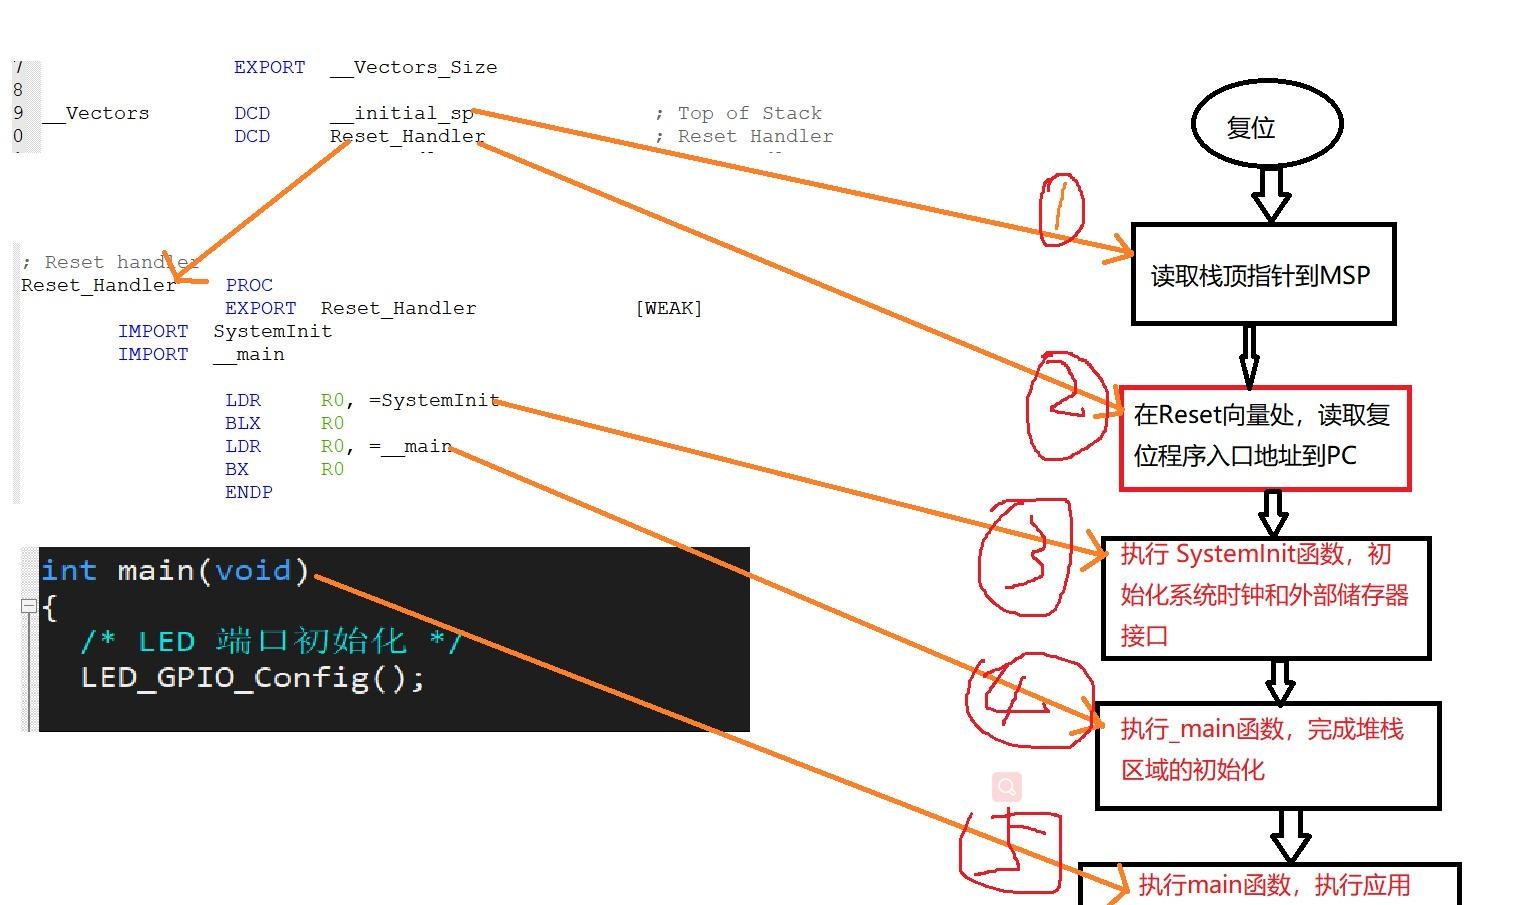 7 EXPORT __Vectors_Size
8
9 __Vectors DCD __initial_sp ; Top of Stack
0 DCD Reset_Handler ; Reset Handler
; Reset handler
Reset_Handler PROC
EXPORT Reset_Handler [WEAK]
IMPORT SystemInit
IMPORT __main
LDR R0, =SystemInit
BLX R0
LDR R0, =__main
BX R0
ENDP
int main(void)
{
/* LED 端口初始化 */
LED_GPIO_Config();
复位
1
读取栈顶指针到MSP
2
在Reset向量处，读取复
位程序入口地址到PC
3
执行 SystemInit函数，初
始化系统时钟和外部储存器
接口
4
执行_main函数，完成堆栈
区域的初始化
5
执行main函数，执行应用